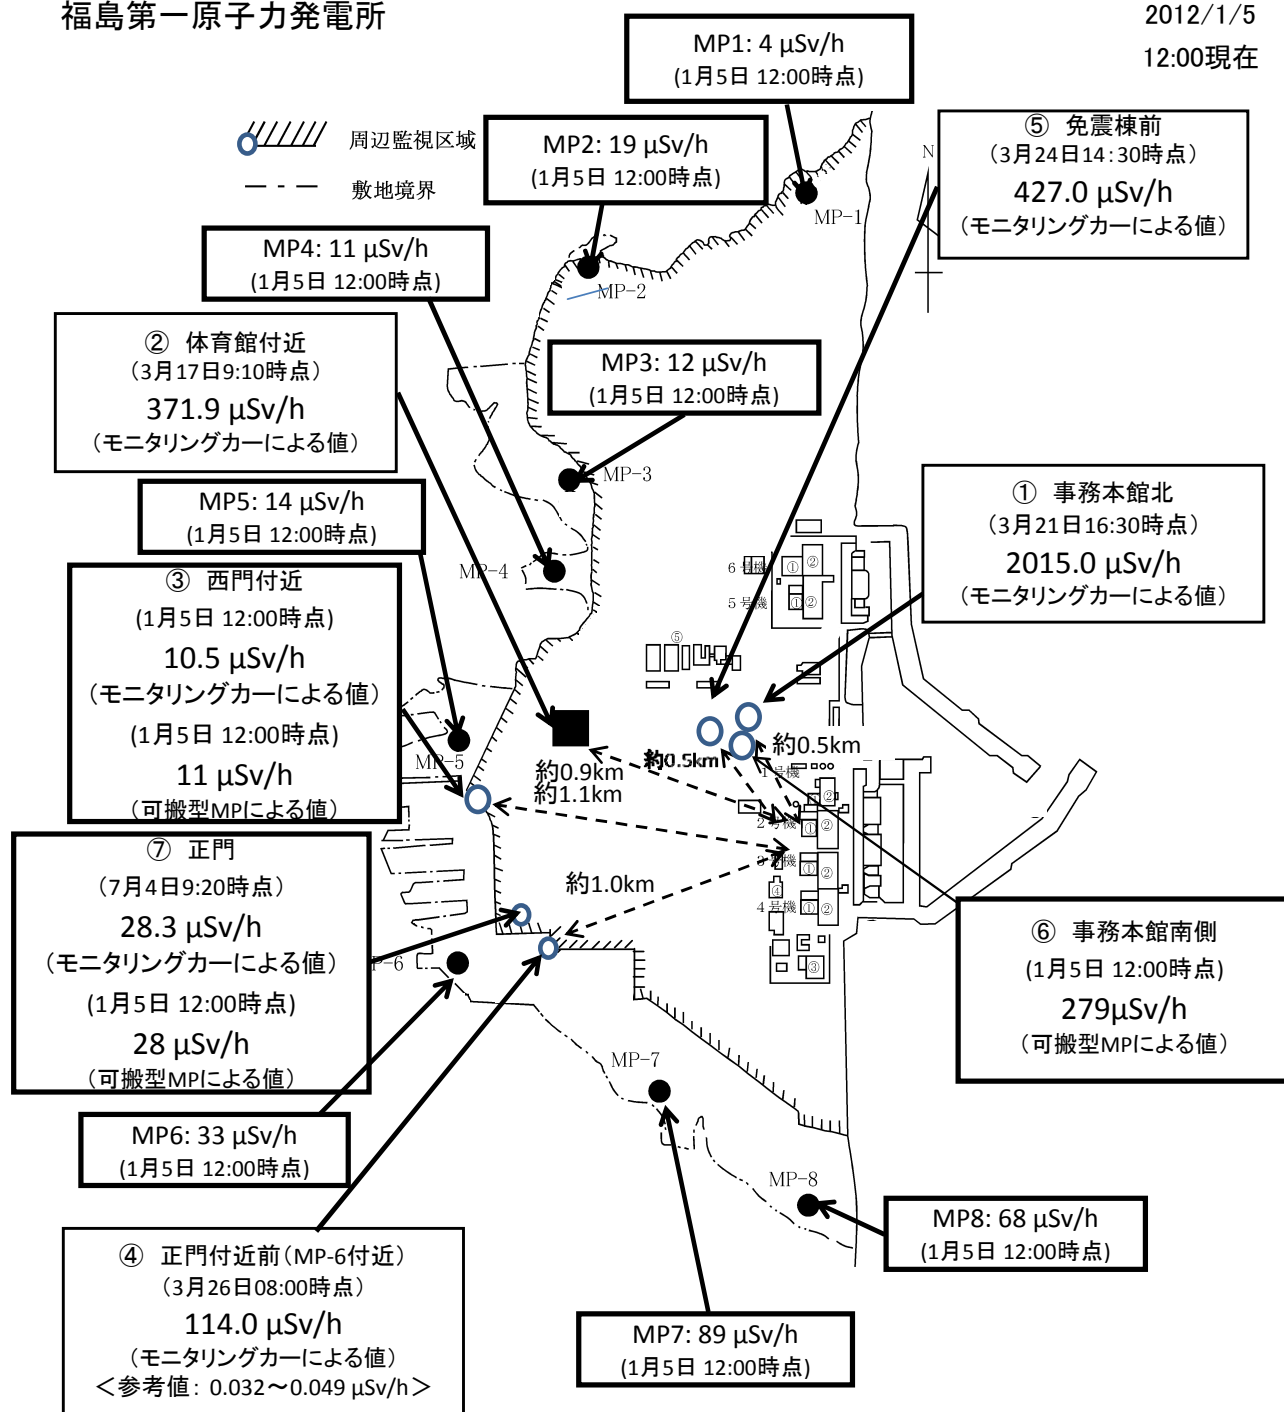 福島第一原子力発電所
2012/1/5
12:00現在
周辺監視区域
敷地境界
MP1: 4 μSv/h
(1月5日 12:00時点)
MP2: 19 μSv/h
(1月5日 12:00時点)
⑤ 免震棟前
(3月24日14:30時点)
427.0 μSv/h
(モニタリングカーによる値)
N
MP-1
MP4: 11 μSv/h
(1月5日 12:00時点)
MP-2
② 体育館付近
(3月17日9:10時点)
371.9 μSv/h
(モニタリングカーによる値)
MP3: 12 μSv/h
(1月5日 12:00時点)
MP-3
MP5: 14 μSv/h
(1月5日 12:00時点)
① 事務本館北
(3月21日16:30時点)
2015.0 μSv/h
(モニタリングカーによる値)
MP-4
6号機
① ②
5号機
① ②
③ 西門付近
(1月5日 12:00時点)
10.5 μSv/h
(モニタリングカーによる値)
(1月5日 12:00時点)
11 μSv/h
(可搬型MPによる値)
⑤
MP-5
約0.9km
約1.1km
約0.5km
約0.5km
1号機
②
2号機
① ②
3号機
① ②
④
4号機
① ②
③
約1.0km
⑦ 正門
(7月4日9:20時点)
28.3 μSv/h
(モニタリングカーによる値)
(1月5日 12:00時点)
28 μSv/h
(可搬型MPによる値)
P-6
⑥ 事務本館南側
(1月5日 12:00時点)
279μSv/h
(可搬型MPによる値)
MP-7
MP6: 33 μSv/h
(1月5日 12:00時点)
MP-8
MP8: 68 μSv/h
(1月5日 12:00時点)
④ 正門付近前(MP-6付近)
(3月26日08:00時点)
114.0 μSv/h
(モニタリングカーによる値)
<参考値: 0.032~0.049 μSv/h>
MP7: 89 μSv/h
(1月5日 12:00時点)